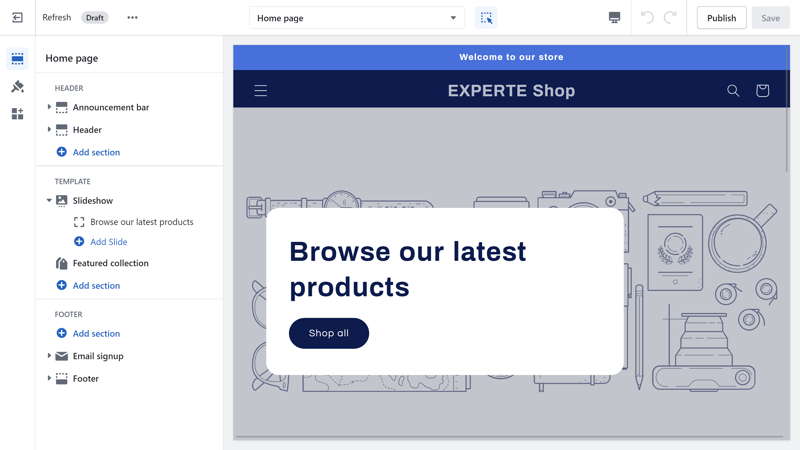 Refresh
Draft
Home page
Publish
Save
Home page
HEADER
Announcement bar
Header
Add section
TEMPLATE
Slideshow
Browse our latest products
Add Slide
Featured collection
Add section
FOOTER
Add section
Email signup
Footer
Welcome to our store
EXPERTE Shop
Browse our latest
products
Shop all